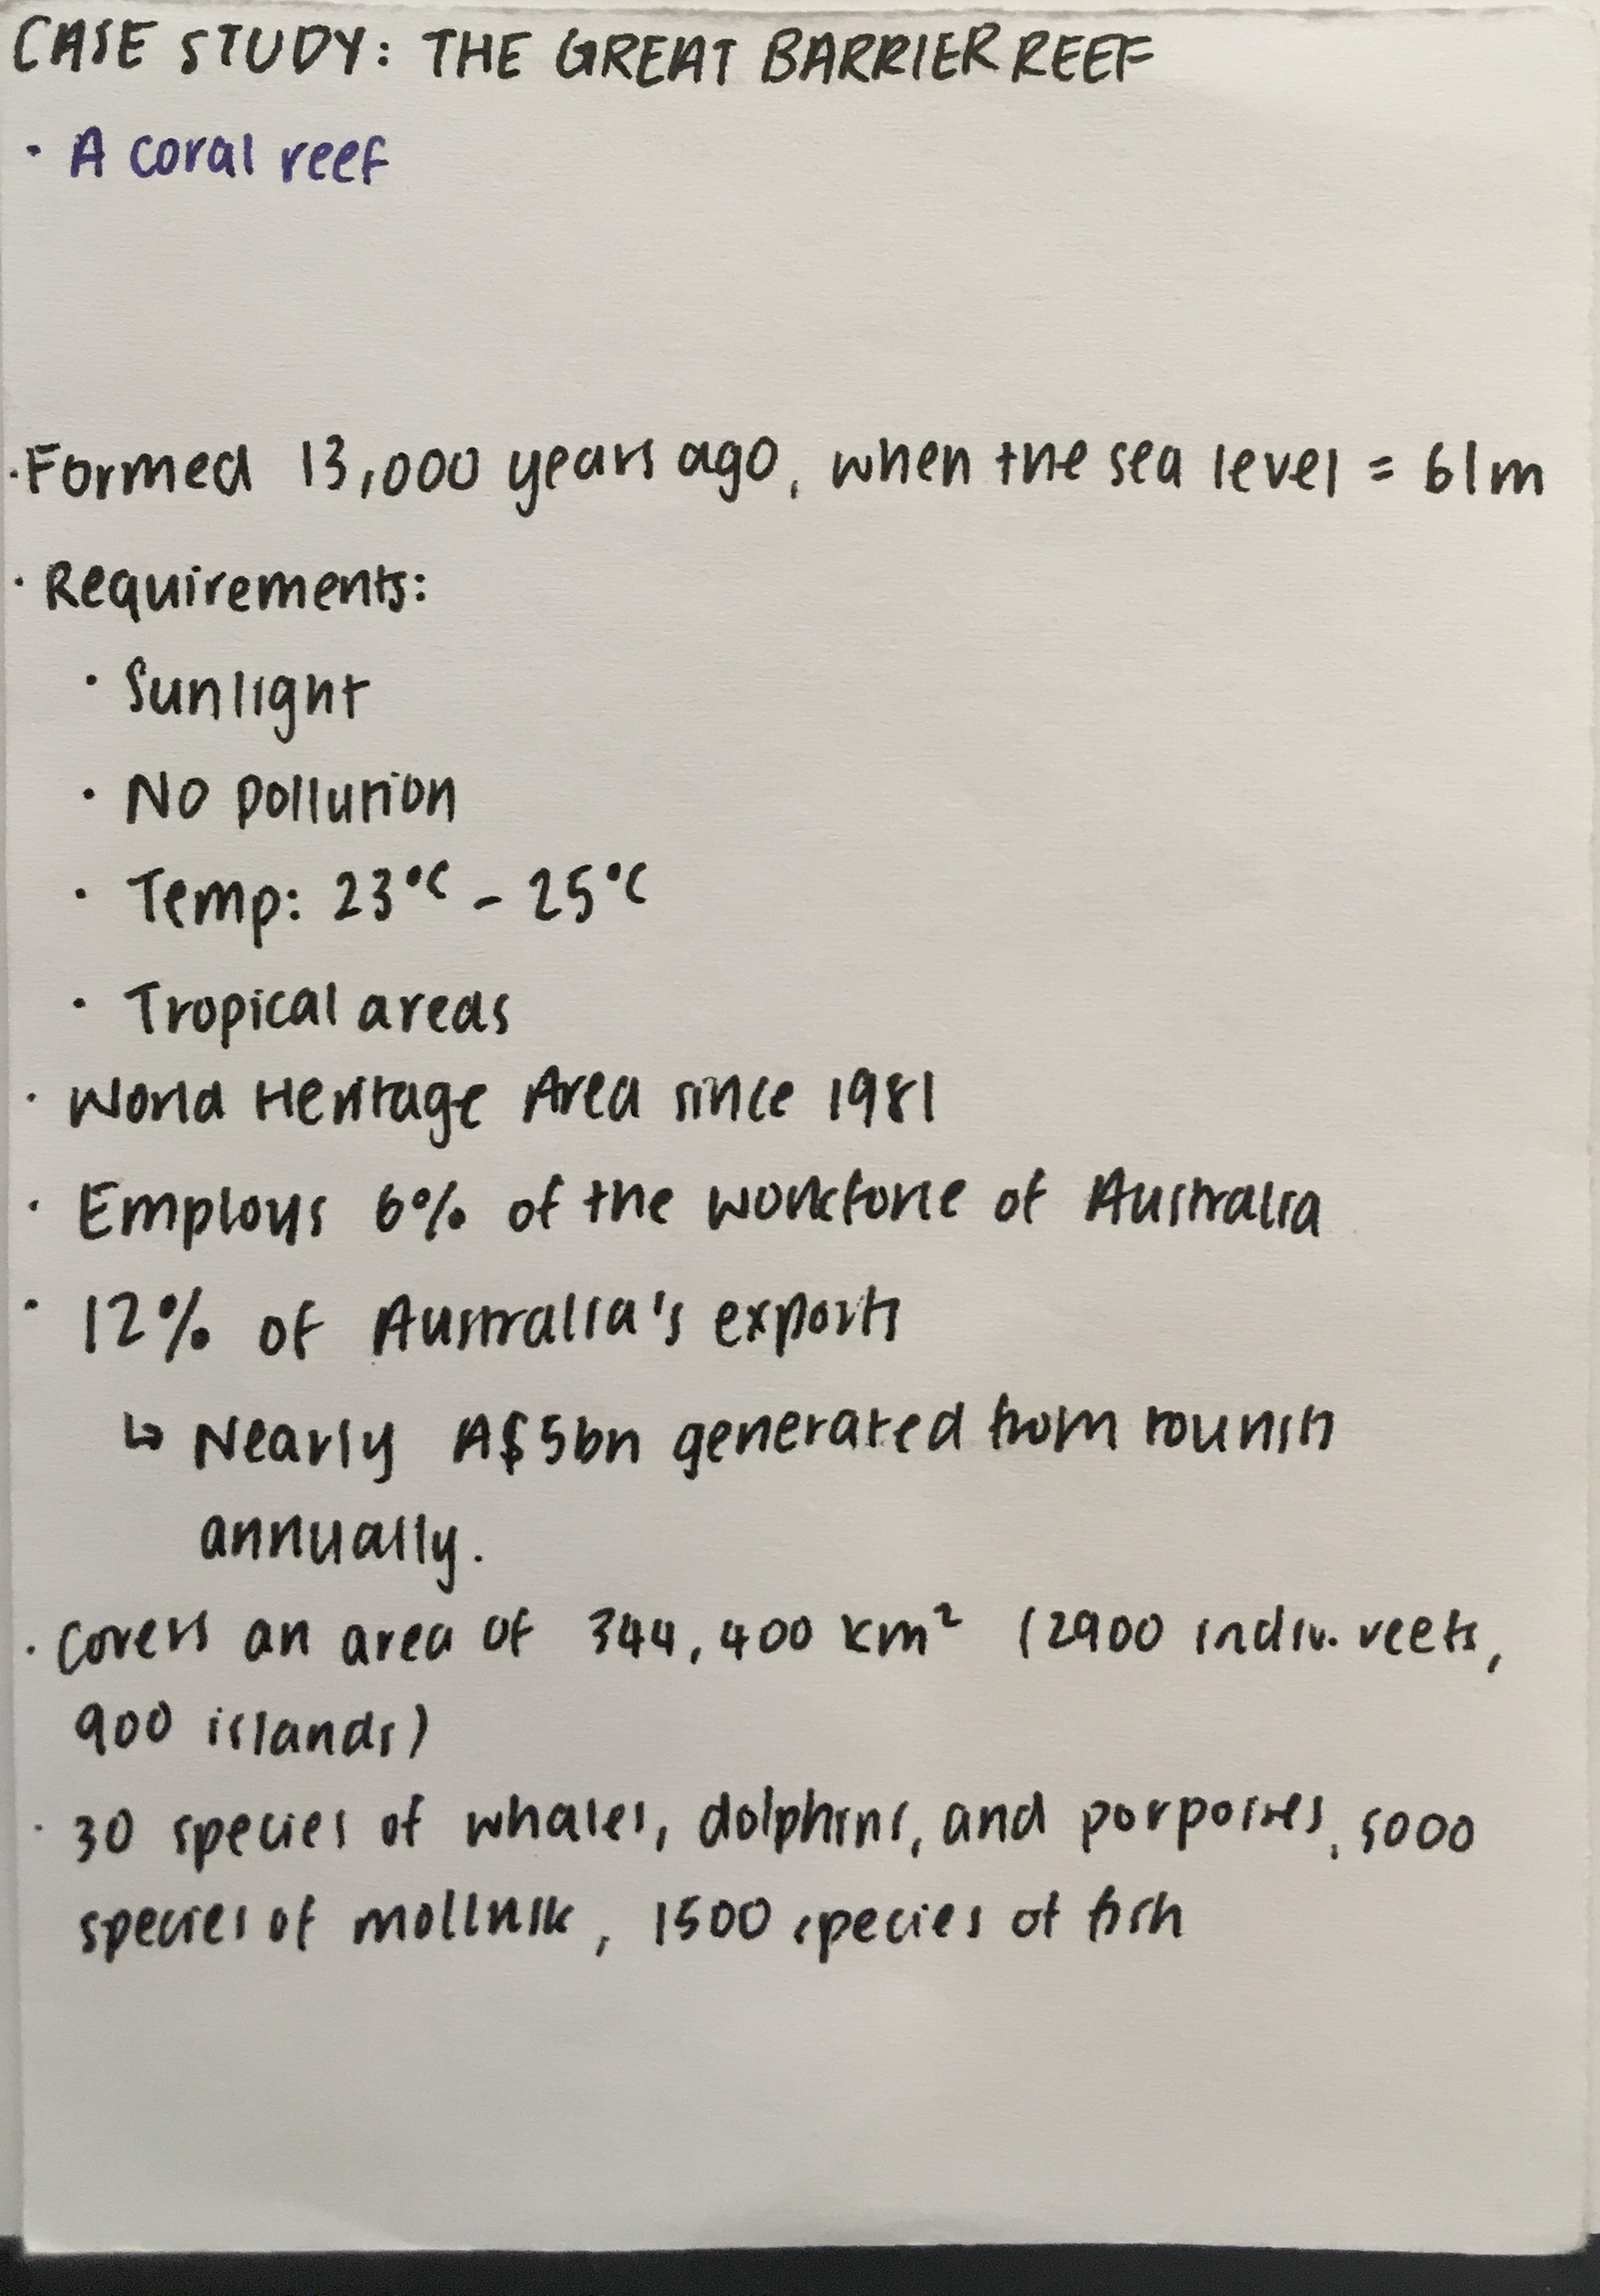 CASE STUDY: THE GREAT BARRIER REEF
· A coral reef
· Formed 13,000 years ago, when the sea level = 61m
· Requirements:
· Sunlight
· No pollution
· Temp: 23°C - 25°C
· Tropical areas
· World Heritage Area since 1981
· Employs 6% of the workforce of Australia
· 12% of Australia's exports
↳ Nearly A$5bn generated from tourists
annually.
· Covers an area of 344,400 km² (2900 indiv. reefs,
900 islands)
· 30 species of whales, dolphins, and porpoises, 5000
species of mollusk, 1500 species of fish